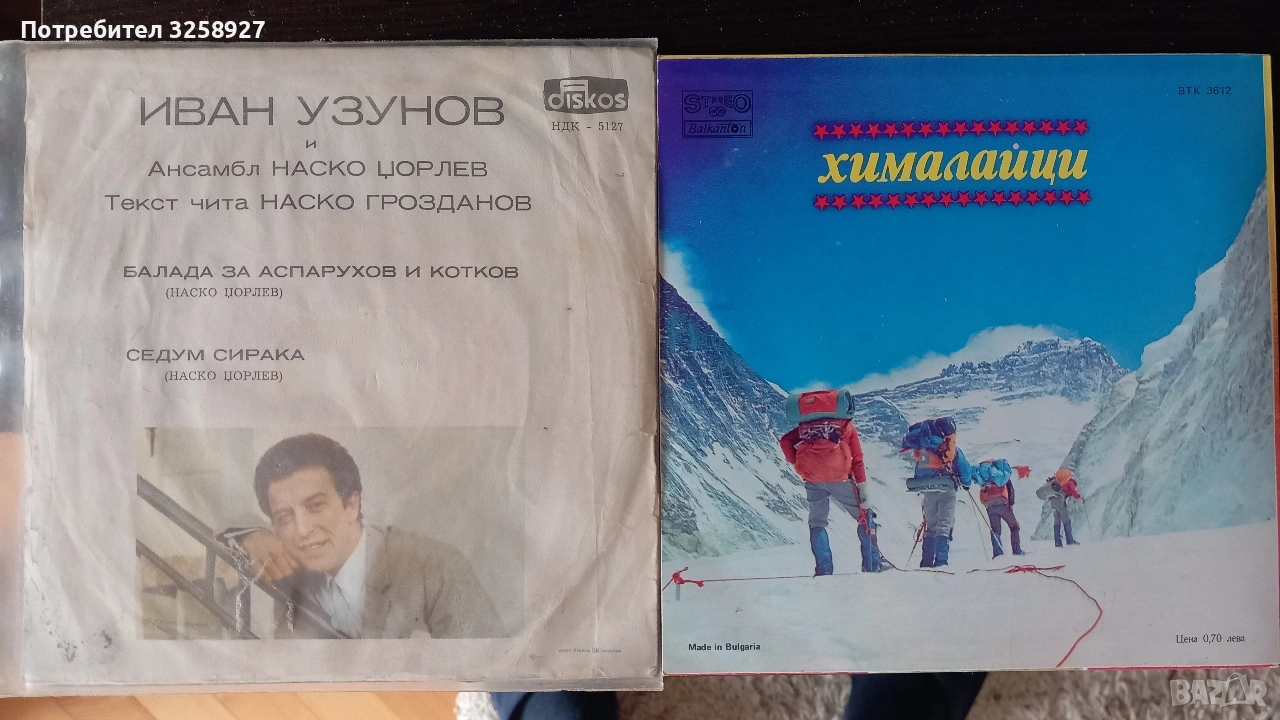 Потребител 3258927
diskos
НДК - 5127
ИВАН УЗУНОВ
и
Ансамбл НАСКО ЏОРЛЕВ
Текст чита НАСКО ГРОЗДАНОВ
БАЛАДА ЗА АСПАРУХОВ И КОТКОВ
(НАСКО ЏОРЛЕВ)
СЕДУМ СИРАКА
(НАСКО ЏОРЛЕВ)
STEREO
Balkanton
ВТК 3612
хималайци
Made in Bulgaria
Цена 0,70 лева
BAZAR